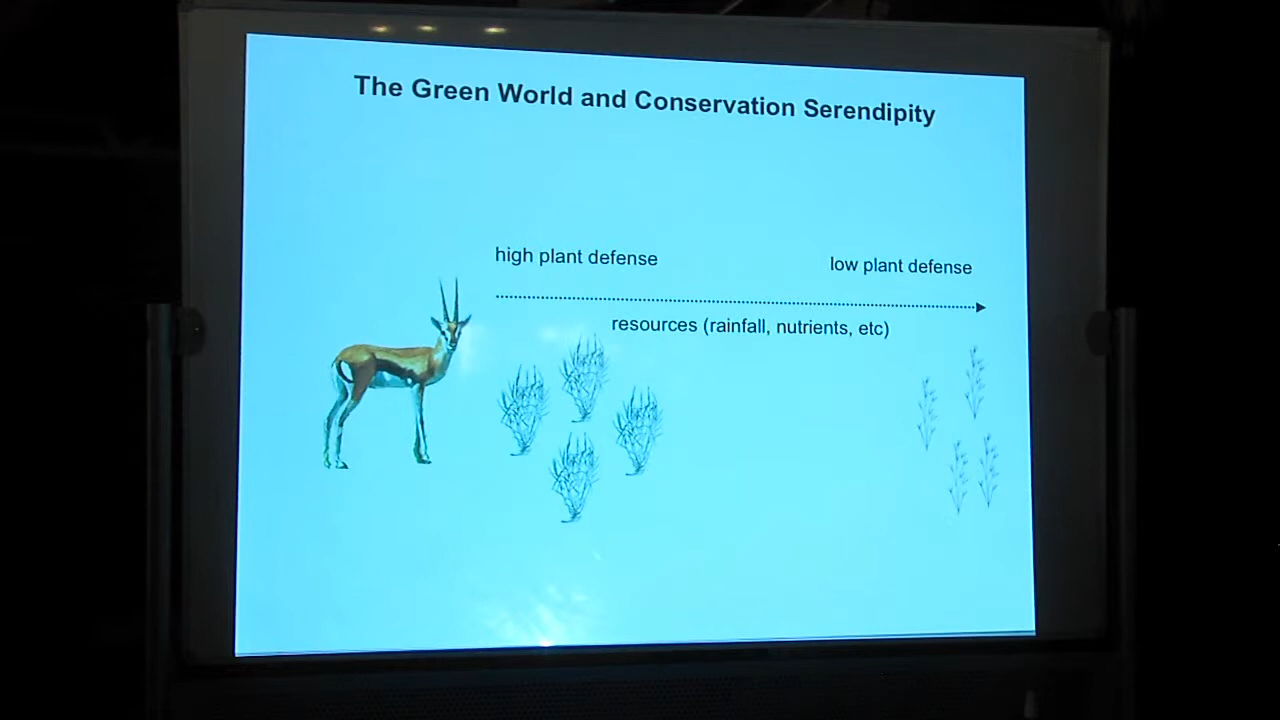 The Green World and Conservation Serendipity
high plant defense
low plant defense
resources (rainfall, nutrients, etc)